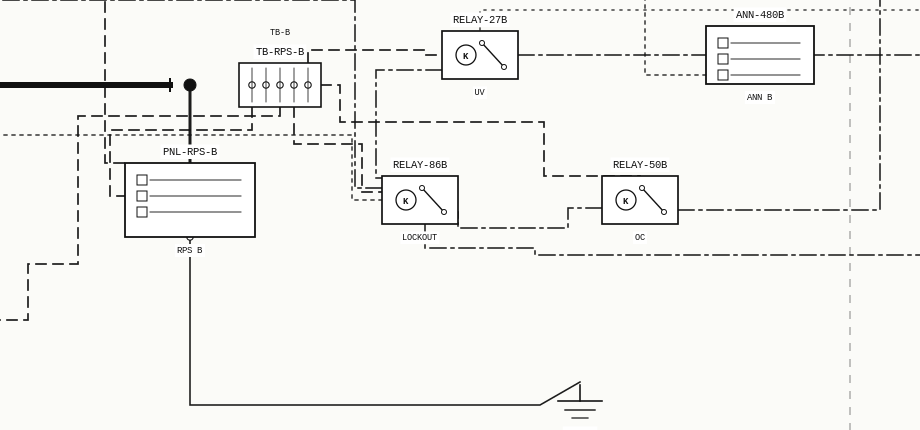 ANN-480B
RELAY-27B
TB-B
TB-RPS-B
K
UV
ANN B
PNL-RPS-B
RELAY-86B
RELAY-50B
K
K
LOCKOUT
OC
RPS B